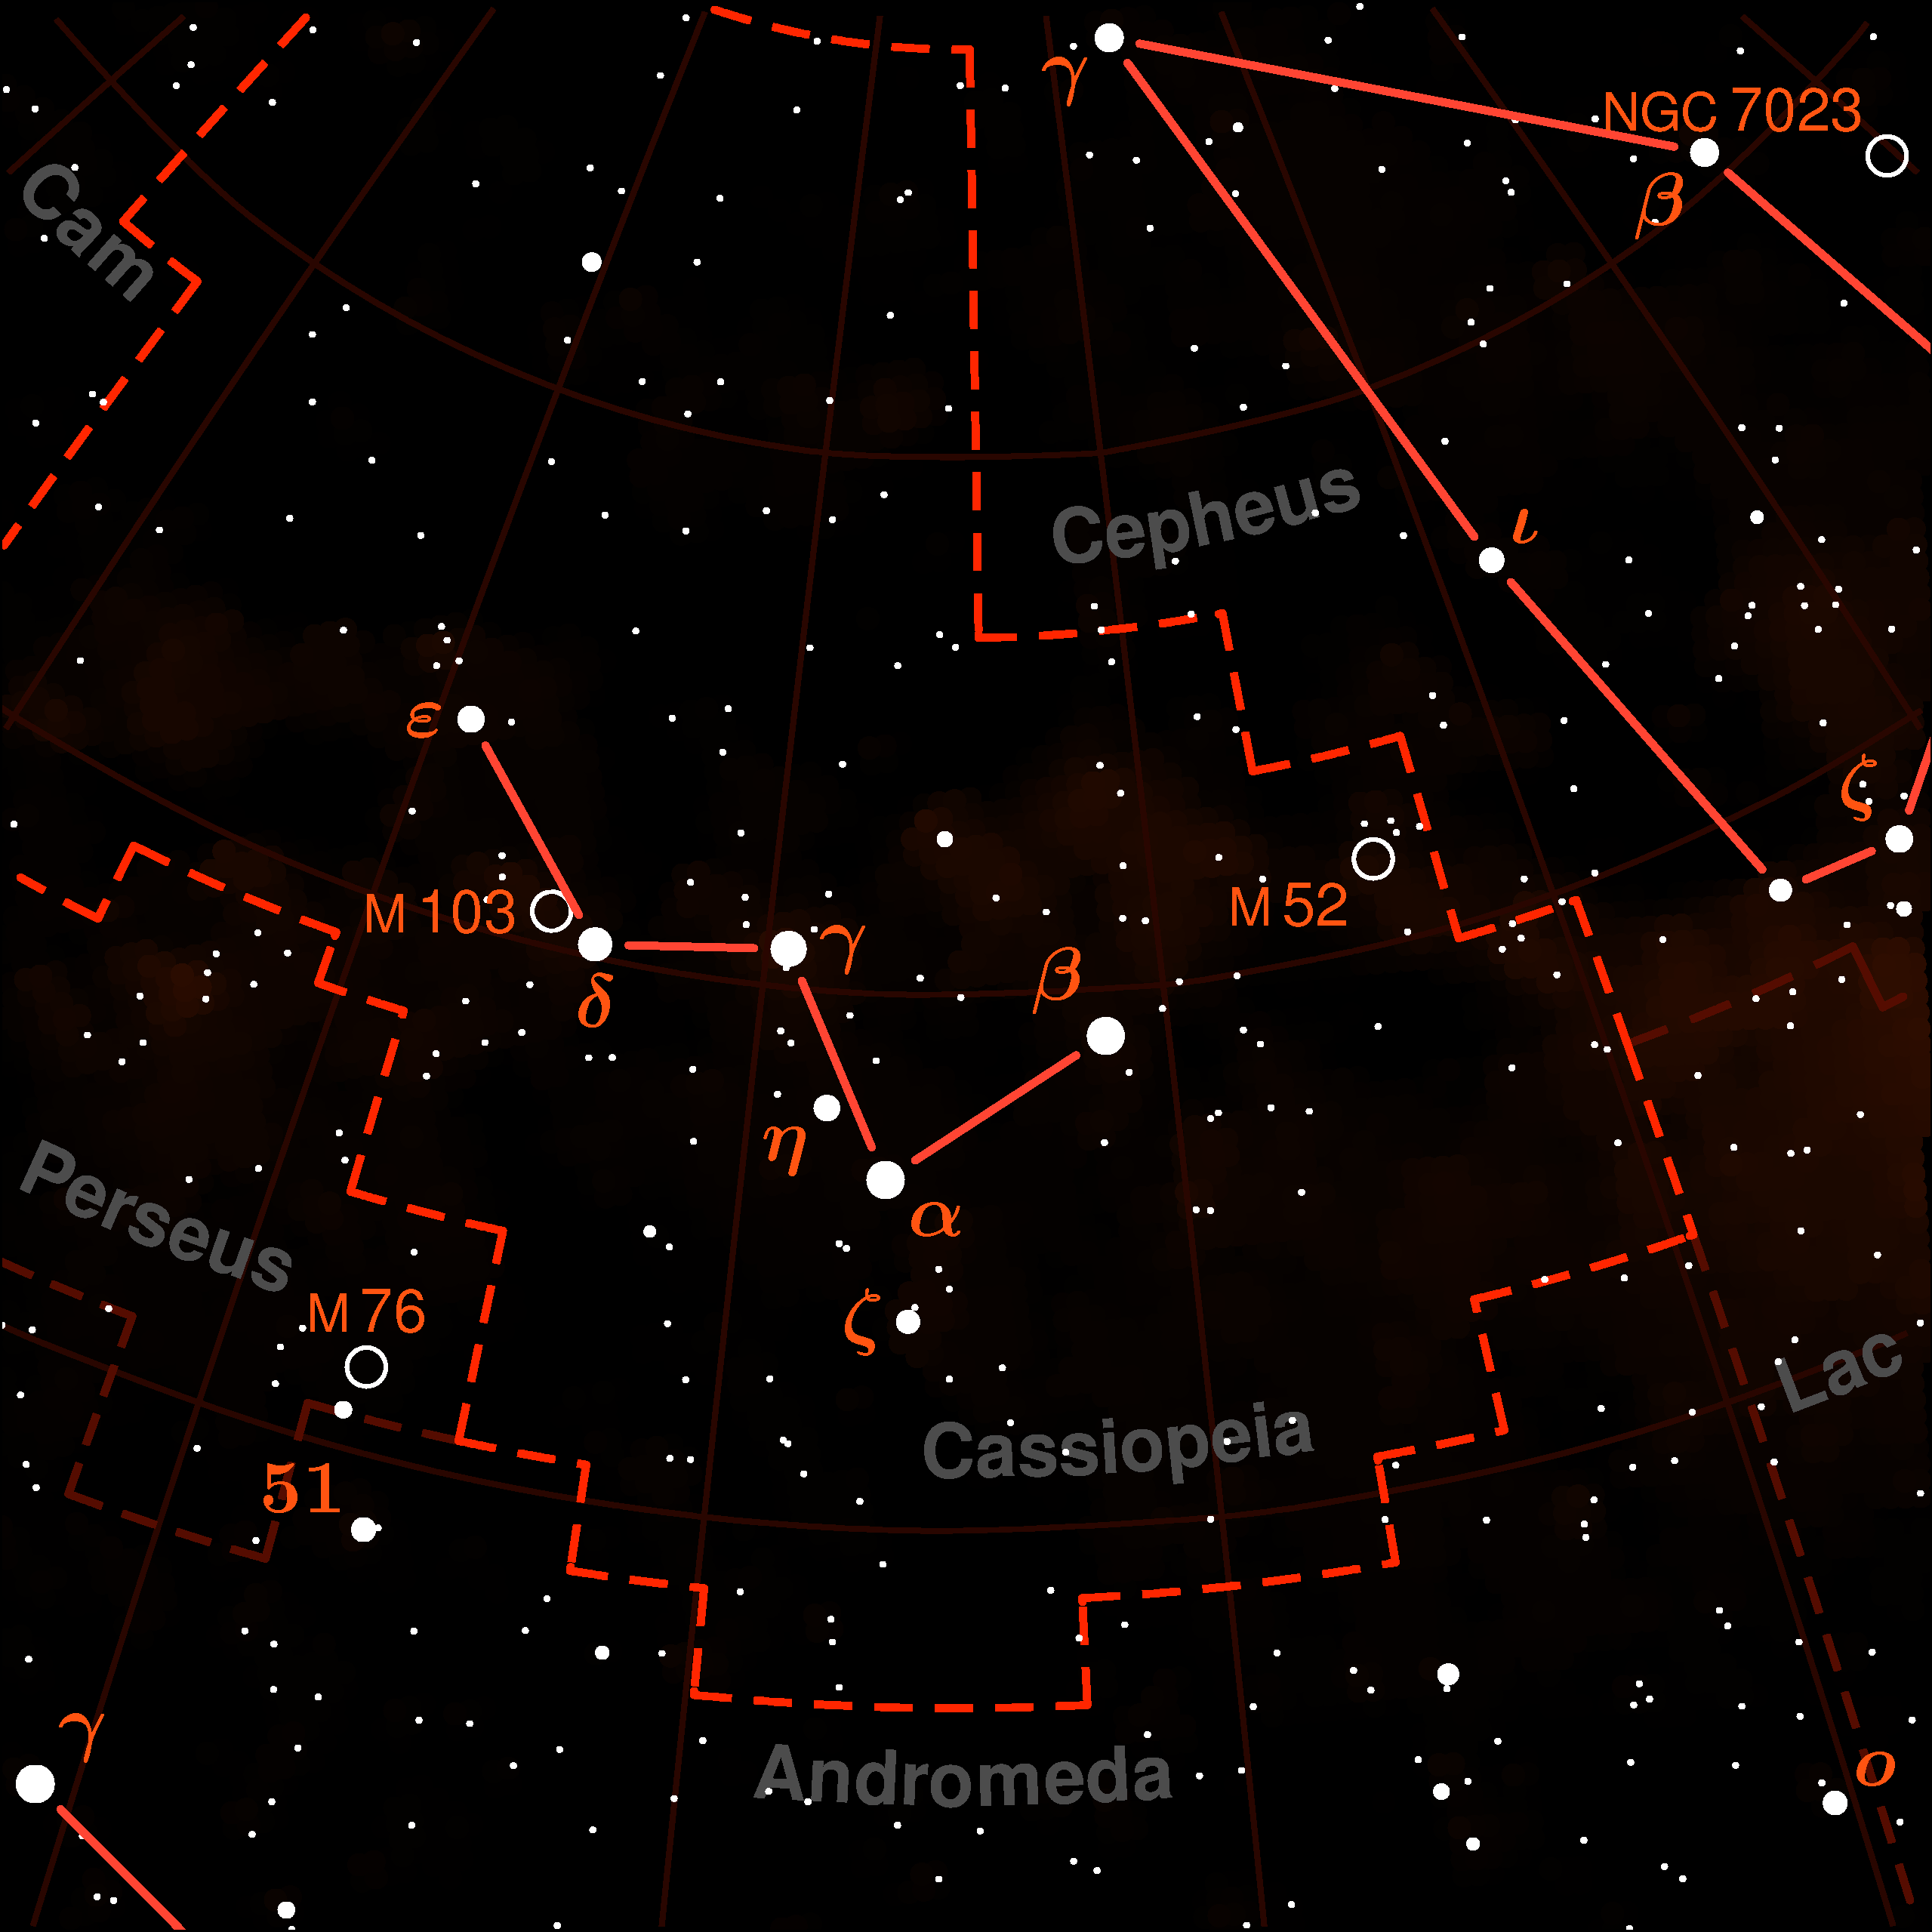 γ
NGC 7023
β
Cam
Cepheus
ι
ε
ζ
M 103
γ
M 52
β
δ
η
α
Perseus
M 76
ζ
Lac
Cassiopeia
51
γ
Andromeda
ο